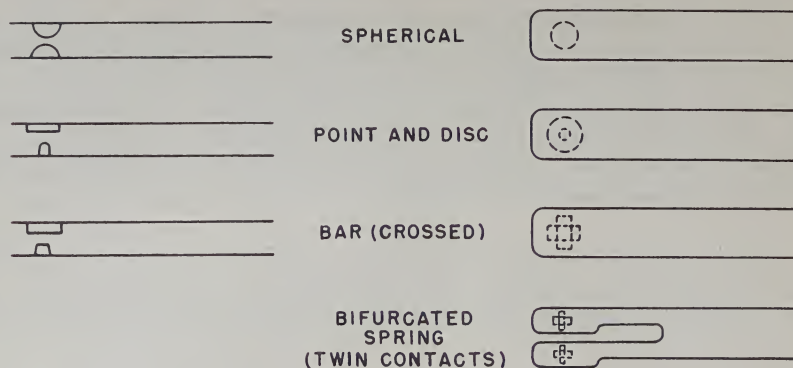 SPHERICAL
POINT AND DISC
BAR (CROSSED)
BIFURCATED
SPRING
(TWIN CONTACTS)